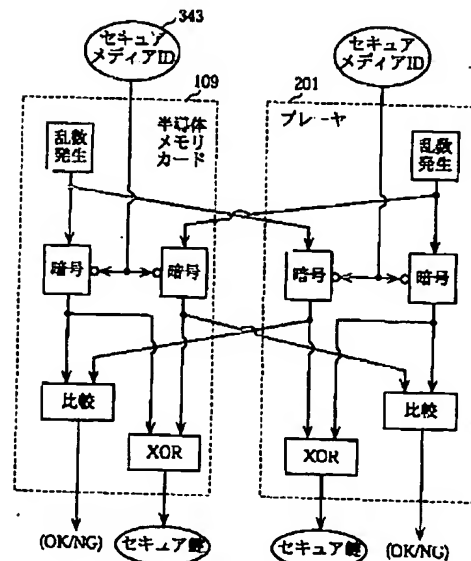 343
セキュア
メディアID
セキュア
メディアID
109
半導体
メモリ
カード
乱数
発生
201
プレーヤ
乱数
発生
暗号
暗号
暗号
暗号
比較
XOR
XOR
比較
(OK/NG)
セキュア鍵
セキュア鍵
(OK/NG)